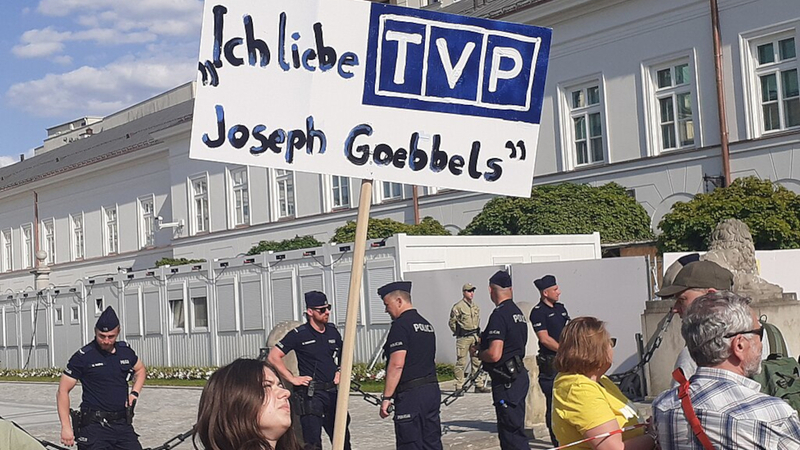 „Ich liebe TVP
Joseph Goebbels”
POLICJA